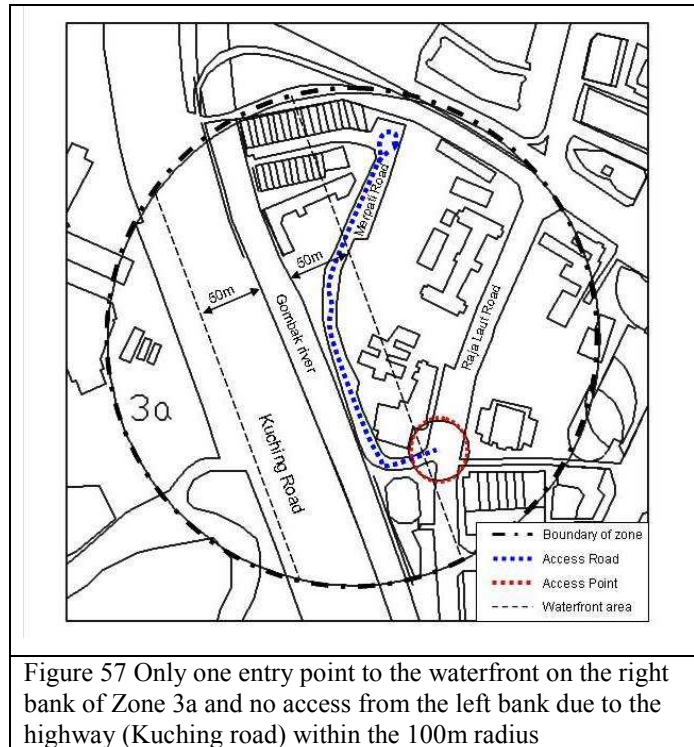 Merpati Road
50m
50m
Gombak river
Raja Laut Road
3a
Kuching Road
Boundary of zone
Access Road
Access Point
Waterfront area
Figure 57 Only one entry point to the waterfront on the right
bank of Zone 3a and no access from the left bank due to the
highway (Kuching road) within the 100m radius